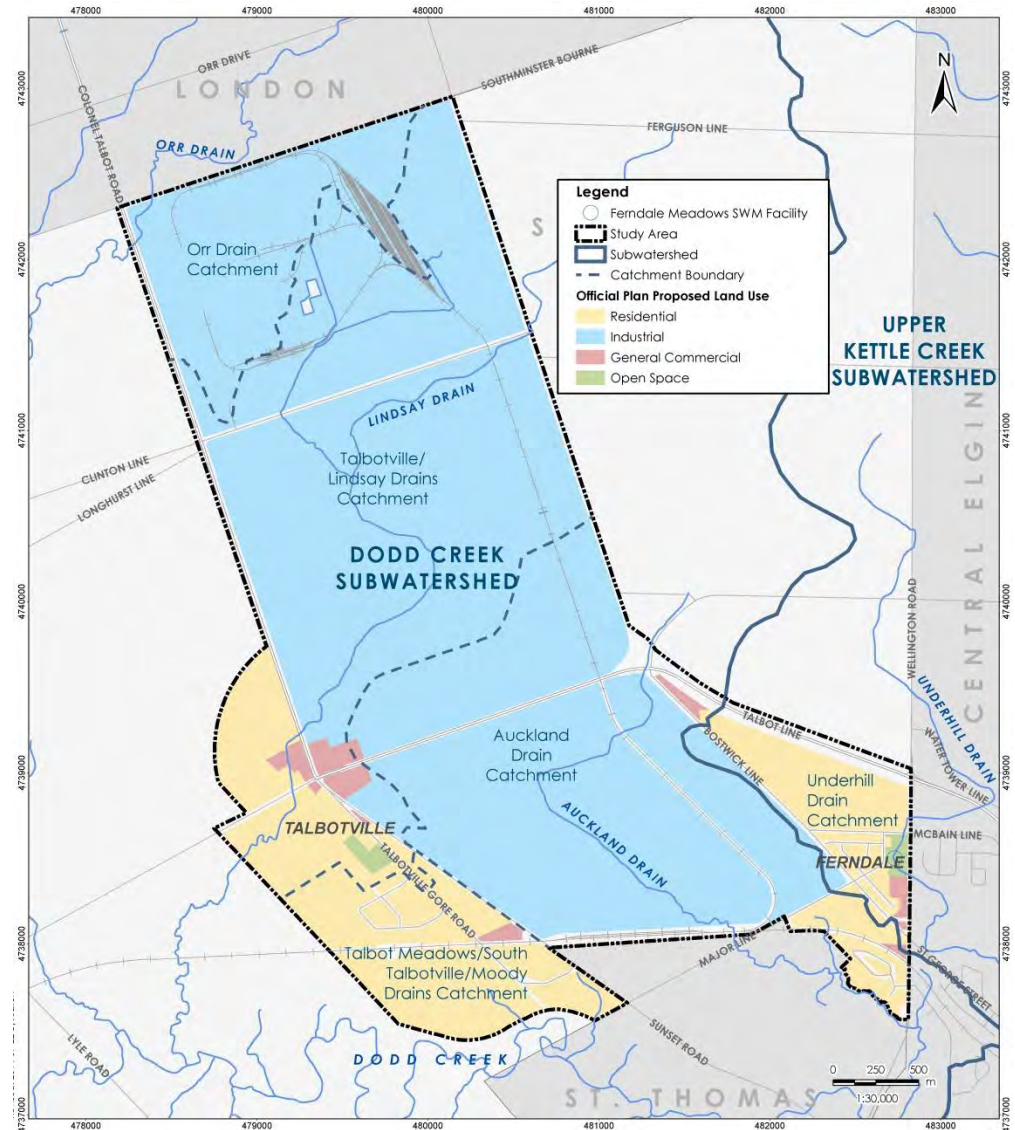 478000
479000
480000
481000
482000
483000
4743000
4742000
4741000
4740000
4739000
4738000
4737000
4743000
4742000
4741000
4740000
4739000
4738000
4737000
N
ORR DRIVE
LONDON
SOUTHMINSTER BOURNE
COLONEL TALBOT ROAD
ORR DRAIN
FERGUSON LINE
S
Legend
Ferndale Meadows SWM Facility
Study Area
Subwatershed
Catchment Boundary
Official Plan Proposed Land Use
Residential
Industrial
General Commercial
Open Space
Orr Drain
Catchment
UPPER
KETTLE CREEK
SUBWATERSHED
CENTRAL ELGIN
LINDSAY DRAIN
CLINTON LINE
LONGHURST LINE
Talbotville/
Lindsay Drains
Catchment
DODD CREEK
SUBWATERSHED
WELLINGTON ROAD
UNDERHILL DRAIN
WATER TOWER LINE
TALBOT LINE
BOSTWICK LINE
Auckland
Drain
Catchment
Underhill
Drain
Catchment
AUCKLAND DRAIN
MCBAIN LINE
TALBOTVILLE
FERNDALE
TALBOTVILLE GORE ROAD
Talbot Meadows/South
Talbotville/Moody
Drains Catchment
MAJOR LINE
ST GEORGE STREET
SUNSET ROAD
LYLE ROAD
DODD CREEK
ST. THOMAS
0 250 500
m
1:30,000
478000
479000
480000
481000
482000
483000